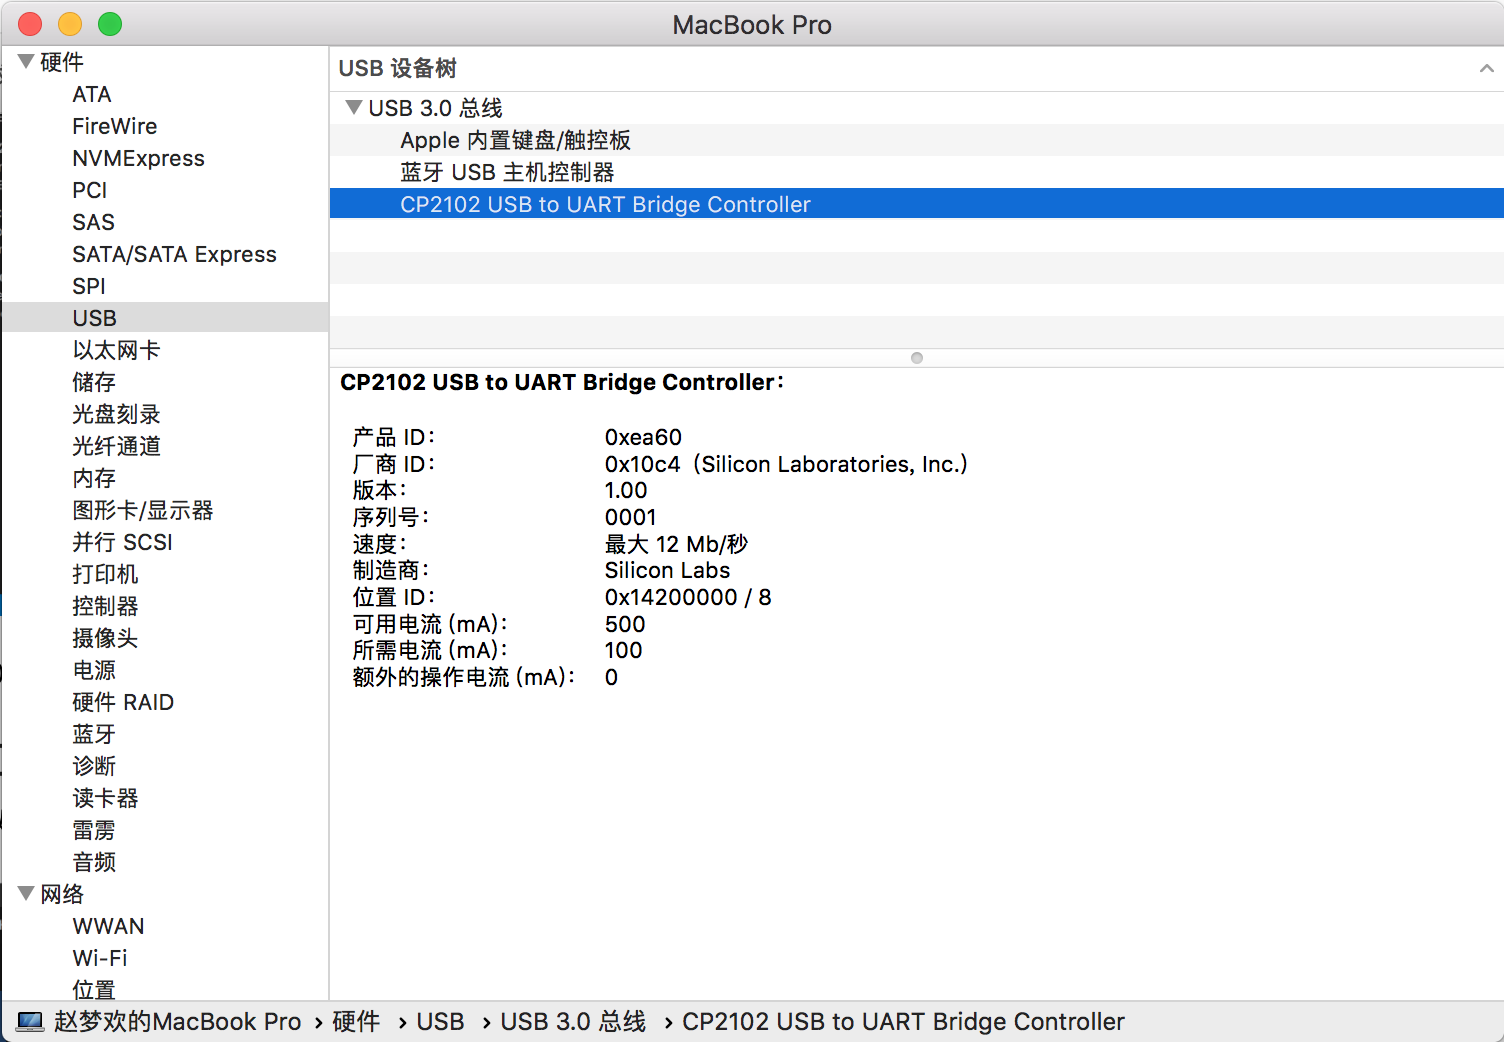 MacBook Pro
硬件
ATA
FireWire
NVMExpress
PCI
SAS
SATA/SATA Express
SPI
USB
以太网卡
储存
光盘刻录
光纤通道
内存
图形卡/显示器
并行 SCSI
打印机
控制器
摄像头
电源
硬件 RAID
蓝牙
诊断
读卡器
雷雳
音频
网络
WWAN
Wi-Fi
位置
USB 设备树
USB 3.0 总线
Apple 内置键盘/触控板
蓝牙 USB 主机控制器
CP2102 USB to UART Bridge Controller
CP2102 USB to UART Bridge Controller：
产品 ID： 0xea60
厂商 ID： 0x10c4（Silicon Laboratories, Inc.）
版本： 1.00
序列号： 0001
速度： 最大 12 Mb/秒
制造商： Silicon Labs
位置 ID： 0x14200000 / 8
可用电流 (mA)： 500
所需电流 (mA)： 100
额外的操作电流 (mA)： 0
赵梦欢的MacBook Pro › 硬件 › USB › USB 3.0 总线 › CP2102 USB to UART Bridge Controller